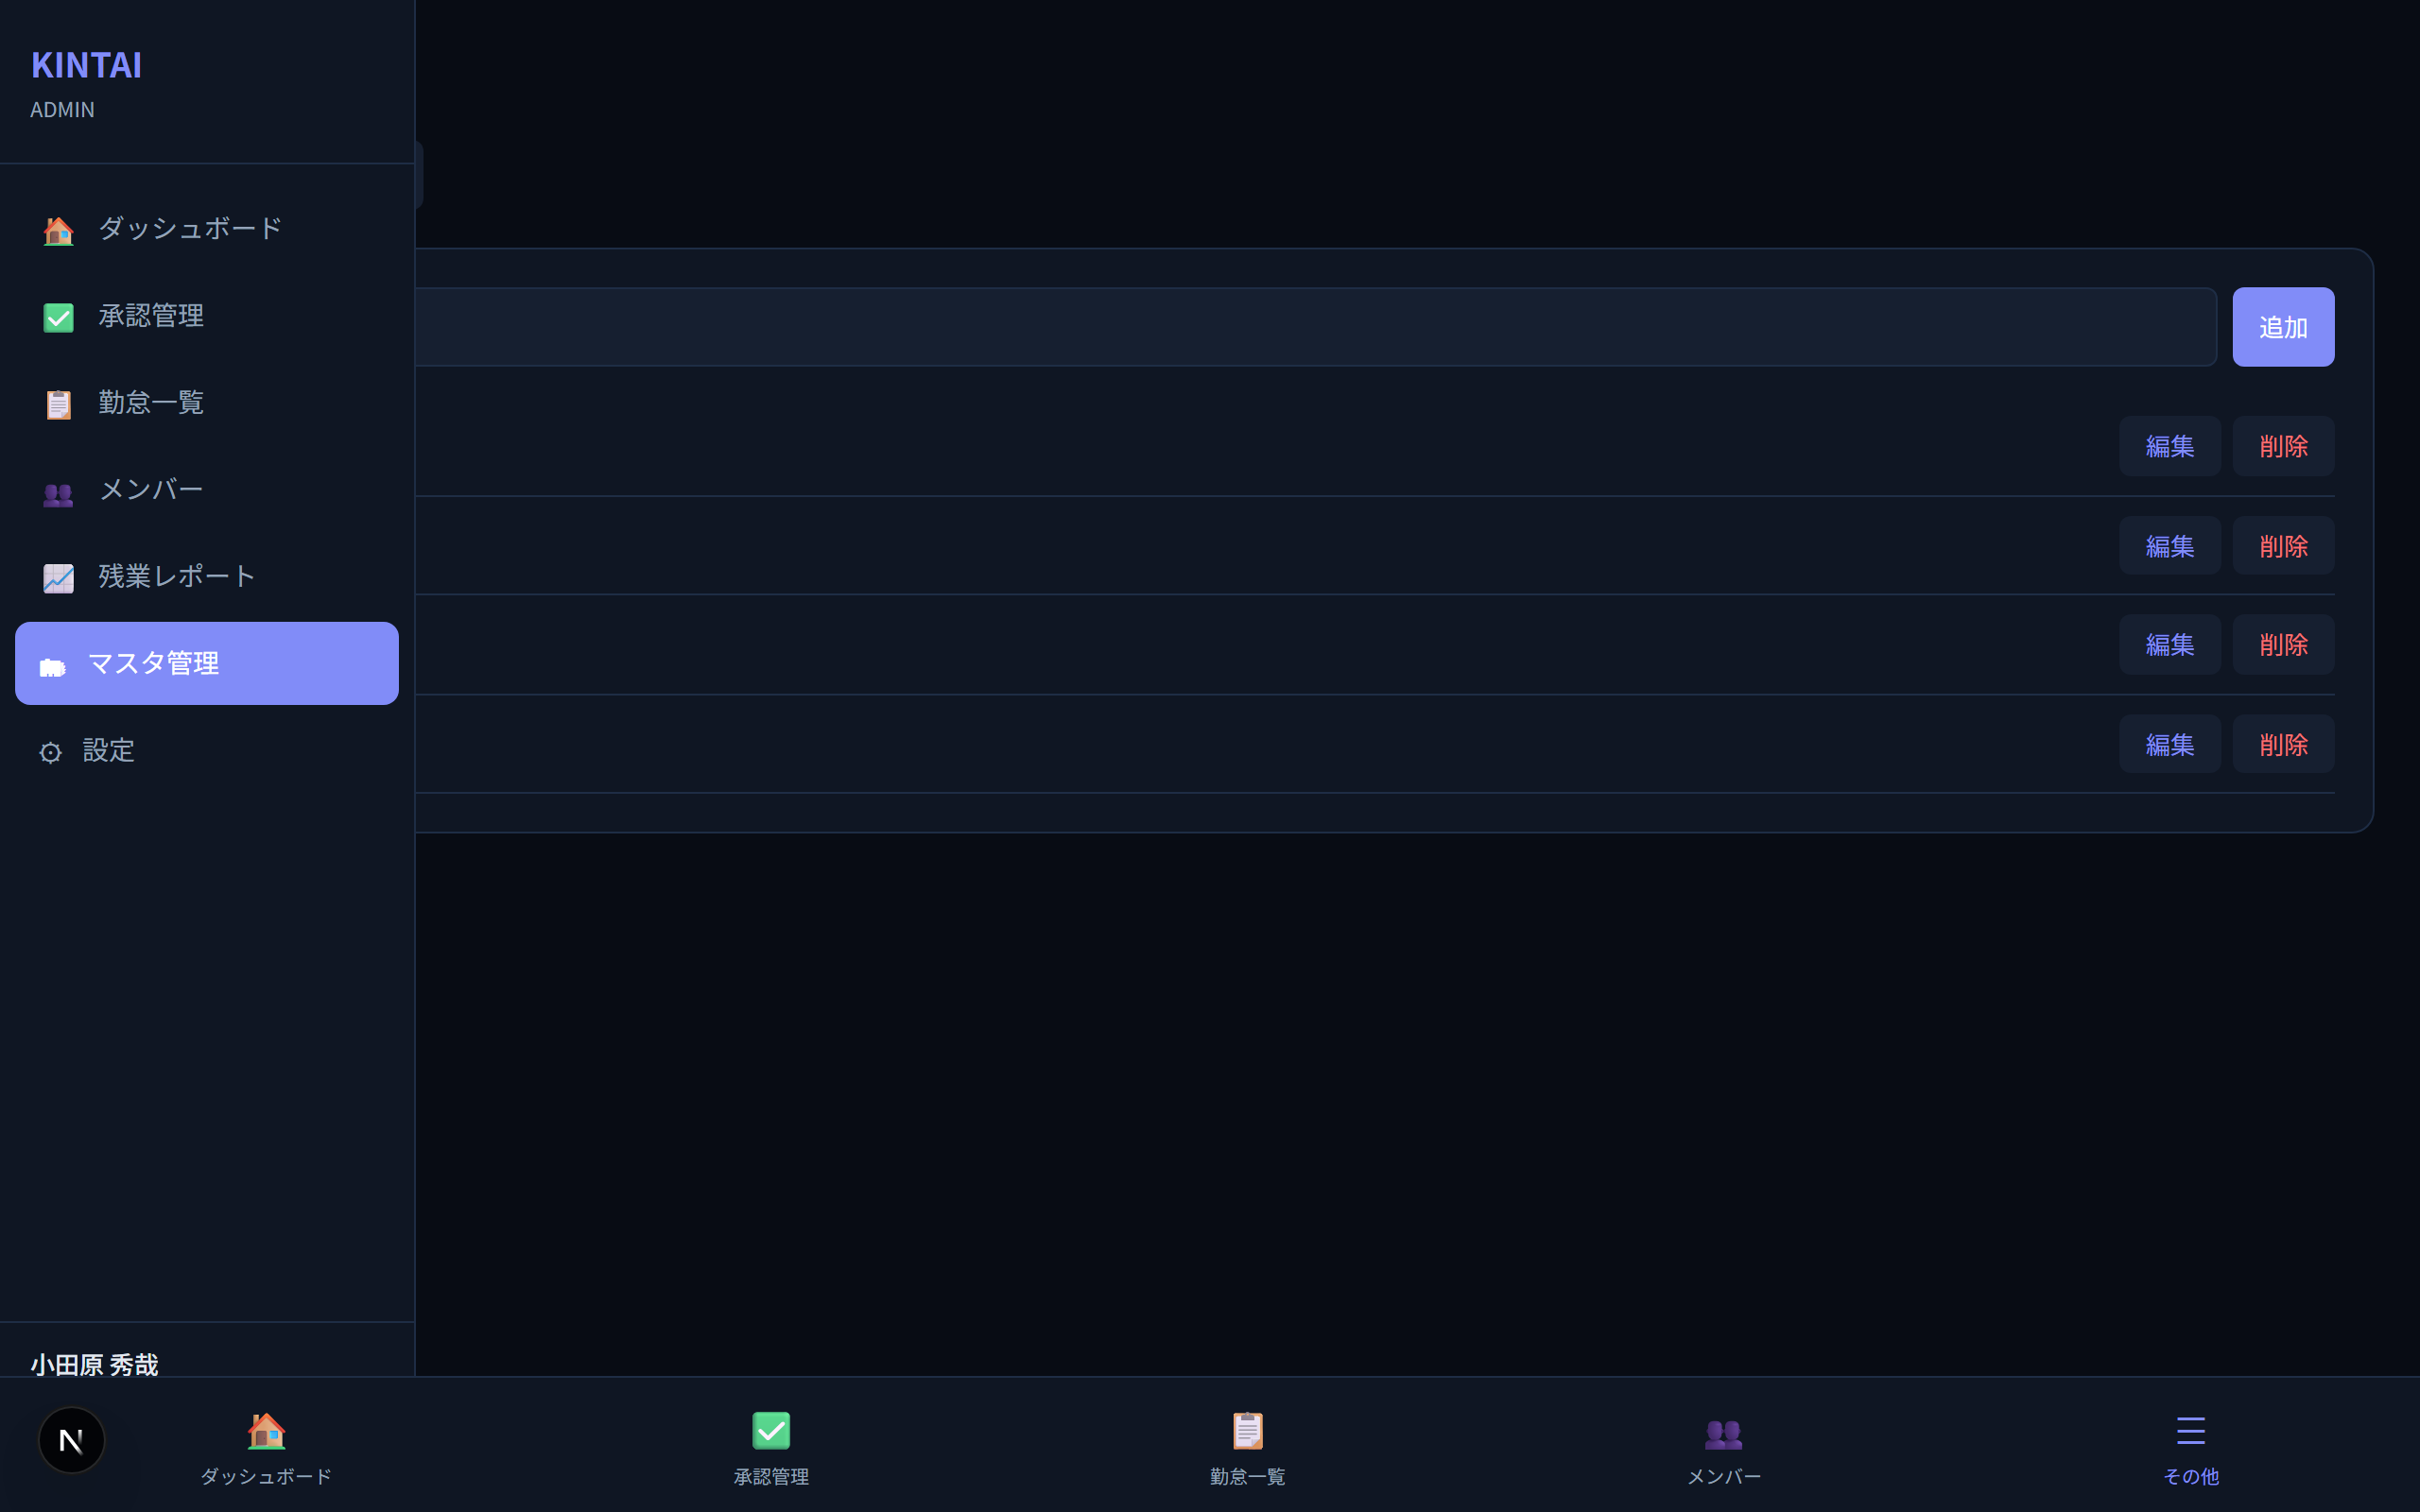 KINTAI
ADMIN
ダッシュボード
承認管理
勤怠一覧
メンバー
残業レポート
マスタ管理
設定
追加
編集 削除
編集 削除
編集 削除
編集 削除
小田原 秀哉
N
ダッシュボード
承認管理
勤怠一覧
メンバー
その他